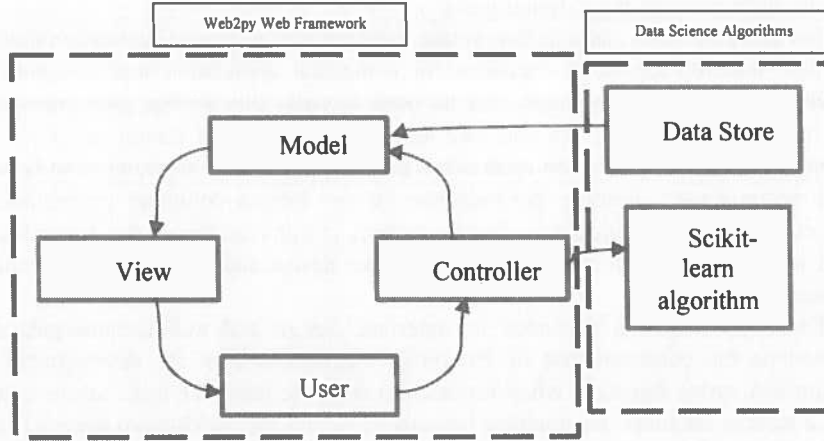 Web2py Web Framework
Data Science Algorithms
Model
Data Store
View
Controller
Scikit-
learn
algorithm
User